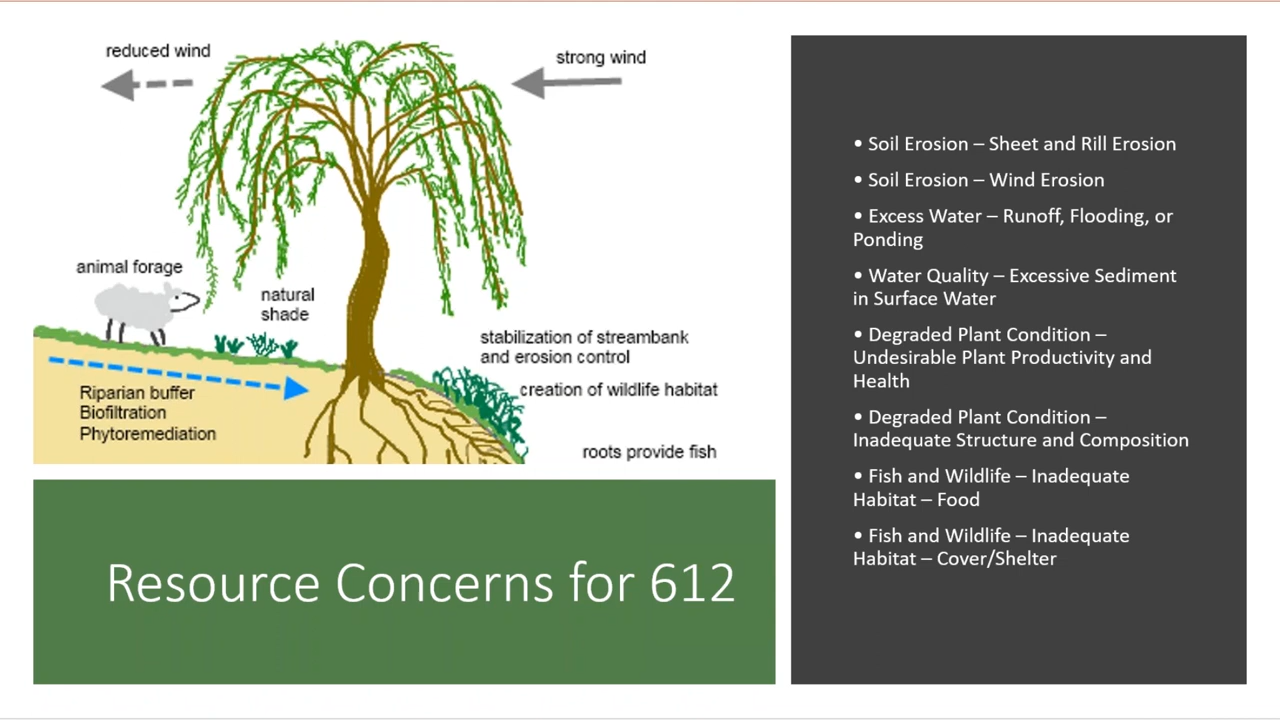 reduced wind
strong wind
animal forage
natural
shade
stabilization of streambank
and erosion control
creation of wildlife habitat
Riparian buffer
Biofiltration
Phytoremediation
roots provide fish
Resource Concerns for 612
• Soil Erosion – Sheet and Rill Erosion
• Soil Erosion – Wind Erosion
• Excess Water – Runoff, Flooding, or
Ponding
• Water Quality – Excessive Sediment
in Surface Water
• Degraded Plant Condition –
Undesirable Plant Productivity and
Health
• Degraded Plant Condition –
Inadequate Structure and Composition
• Fish and Wildlife – Inadequate
Habitat – Food
• Fish and Wildlife – Inadequate
Habitat – Cover/Shelter